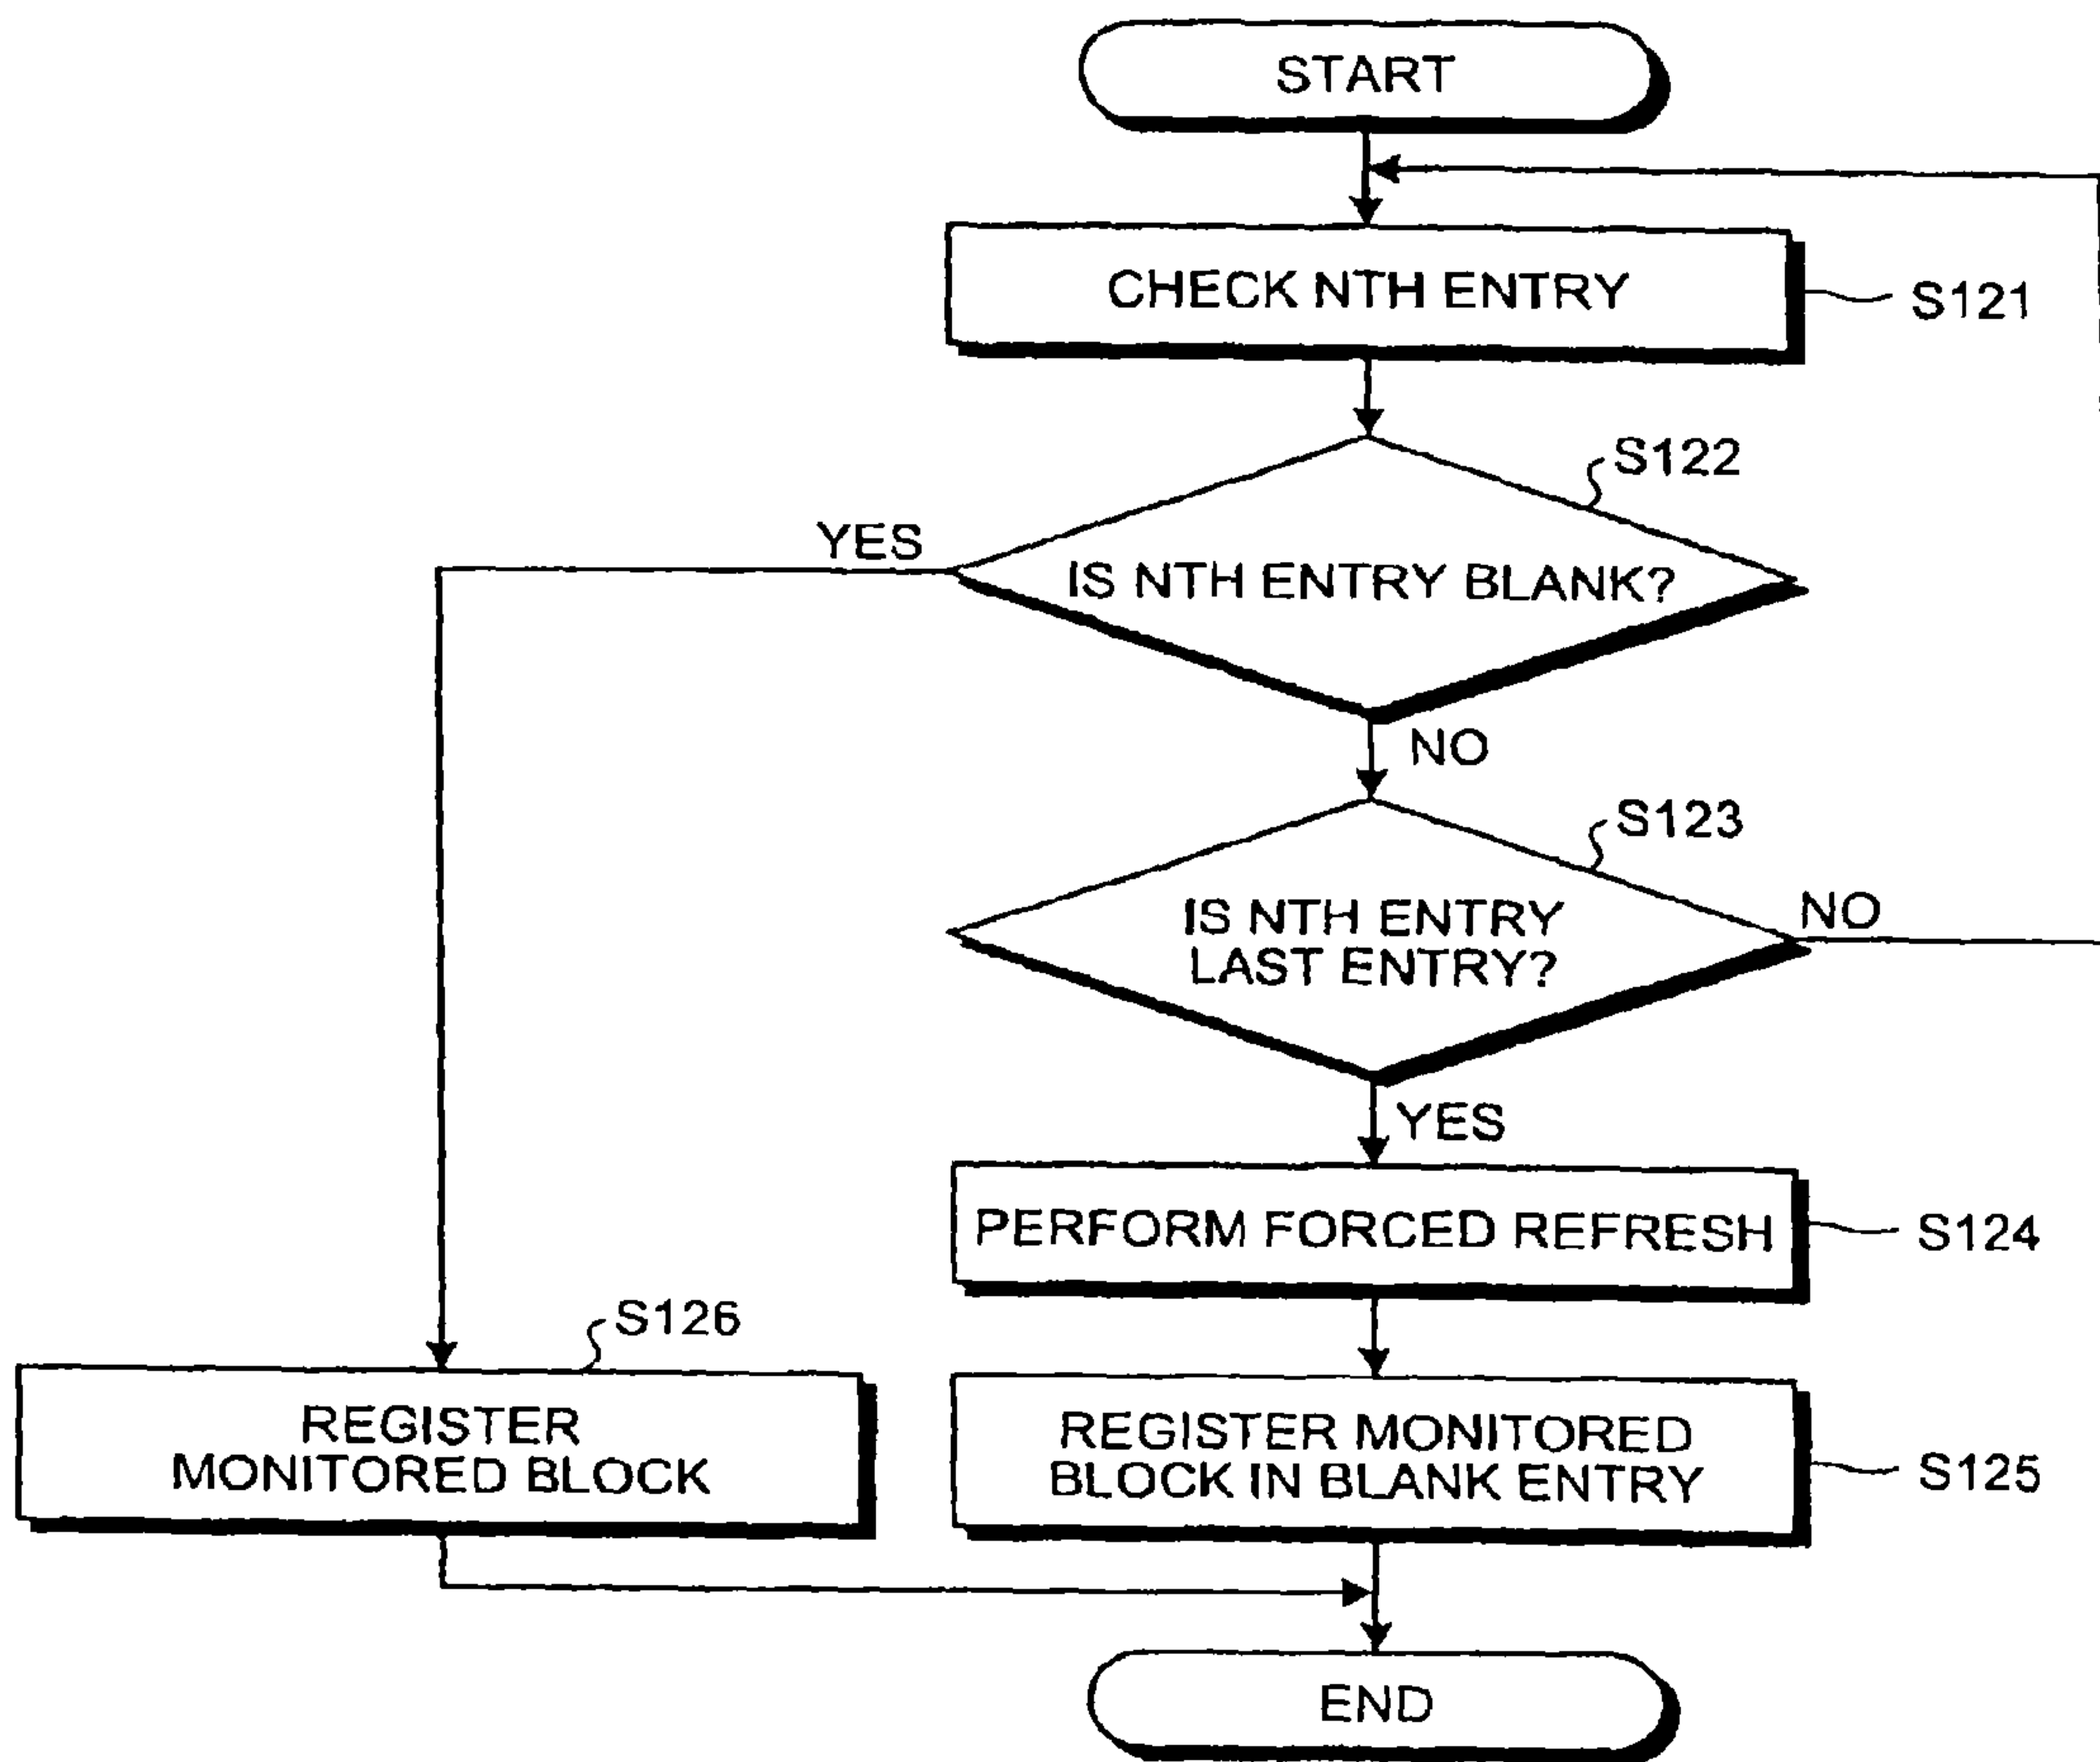 START
CHECK NTH ENTRY
S121
S122
YES
IS NTH ENTRY BLANK?
NO
S123
IS NTH ENTRY
LAST ENTRY?
NO
YES
PERFORM FORCED REFRESH
S124
S126
REGISTER
MONITORED BLOCK
REGISTER MONITORED
BLOCK IN BLANK ENTRY
S125
END